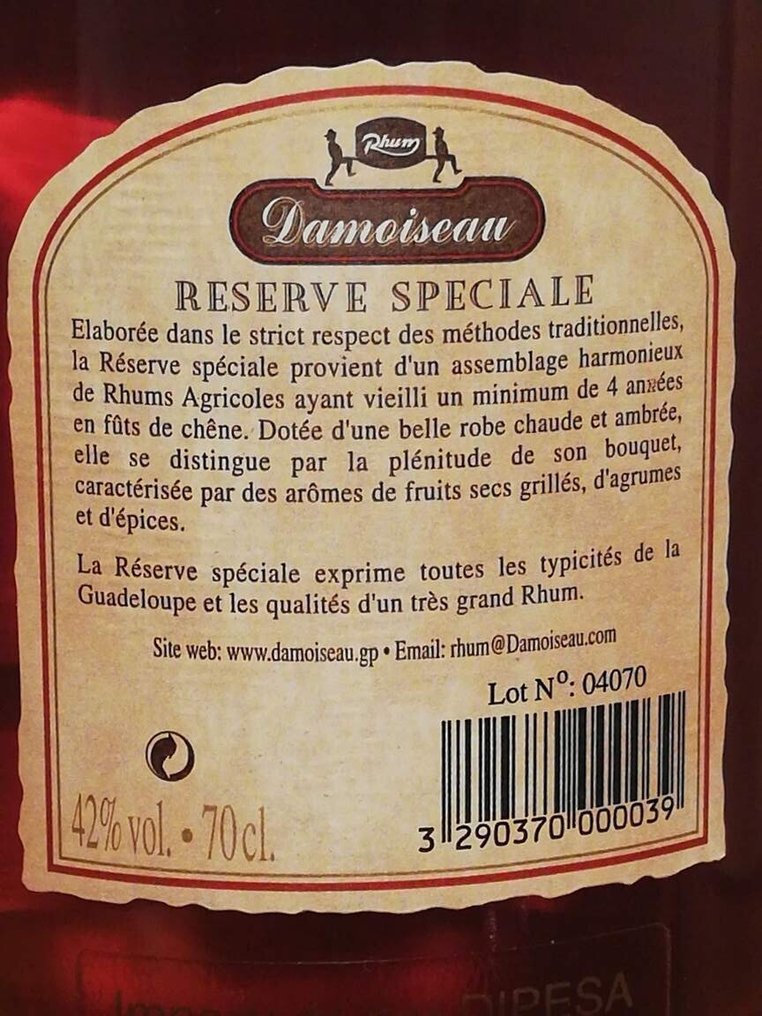 Rhum
Damoiseau
RESERVE SPECIALE
Elaborée dans le strict respect des méthodes traditionnelles,
la Réserve spéciale provient d'un assemblage harmonieux
de Rhums Agricoles ayant vieilli un minimum de 4 années
en fûts de chêne. Dotée d'une belle robe chaude et ambrée,
elle se distingue par la plénitude de son bouquet,
caractérisée par des arômes de fruits secs grillés, d'agrumes
et d'épices.
La Réserve spéciale exprime toutes les typicités de la
Guadeloupe et les qualités d'un très grand Rhum.
Site web: www.damoiseau.gp • Email: rhum@Damoiseau.com
Lot N°: 04070
42% vol. • 70 cl.
3 290370 000039
DIPESA